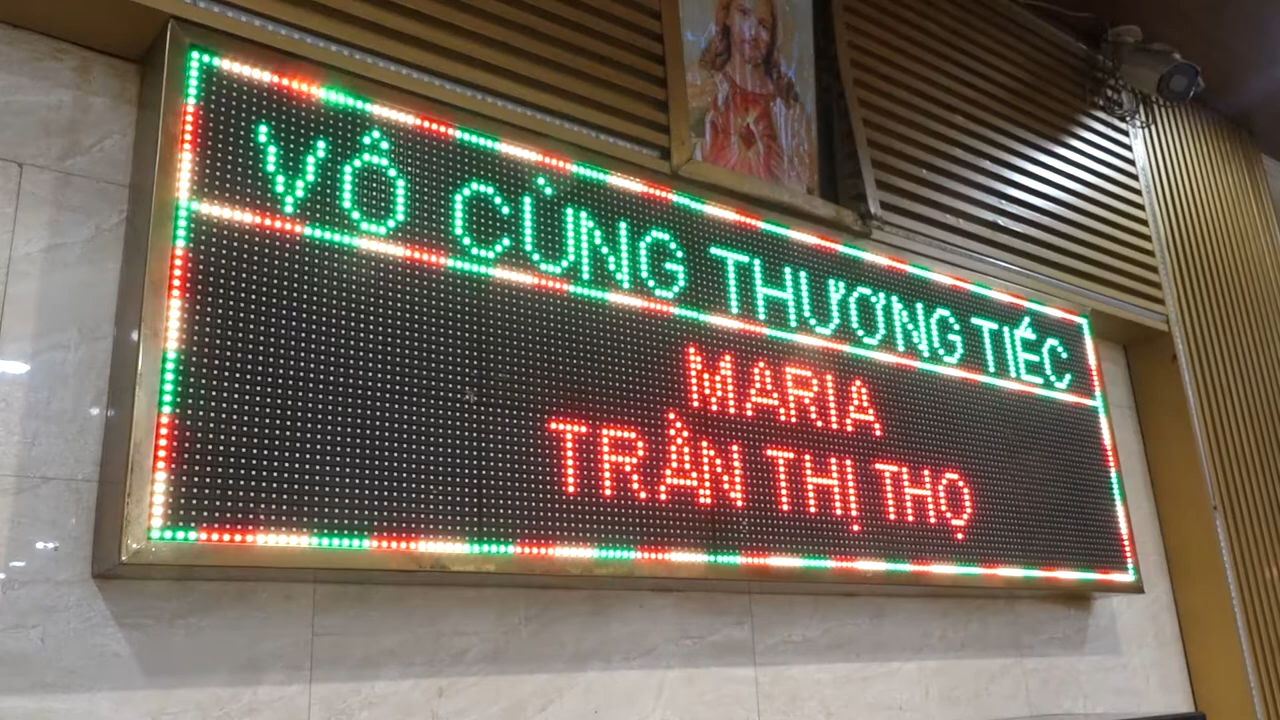 VÔ CÙNG THƯƠNG TIẾC
MARIA
TRẦN THỊ THỌ